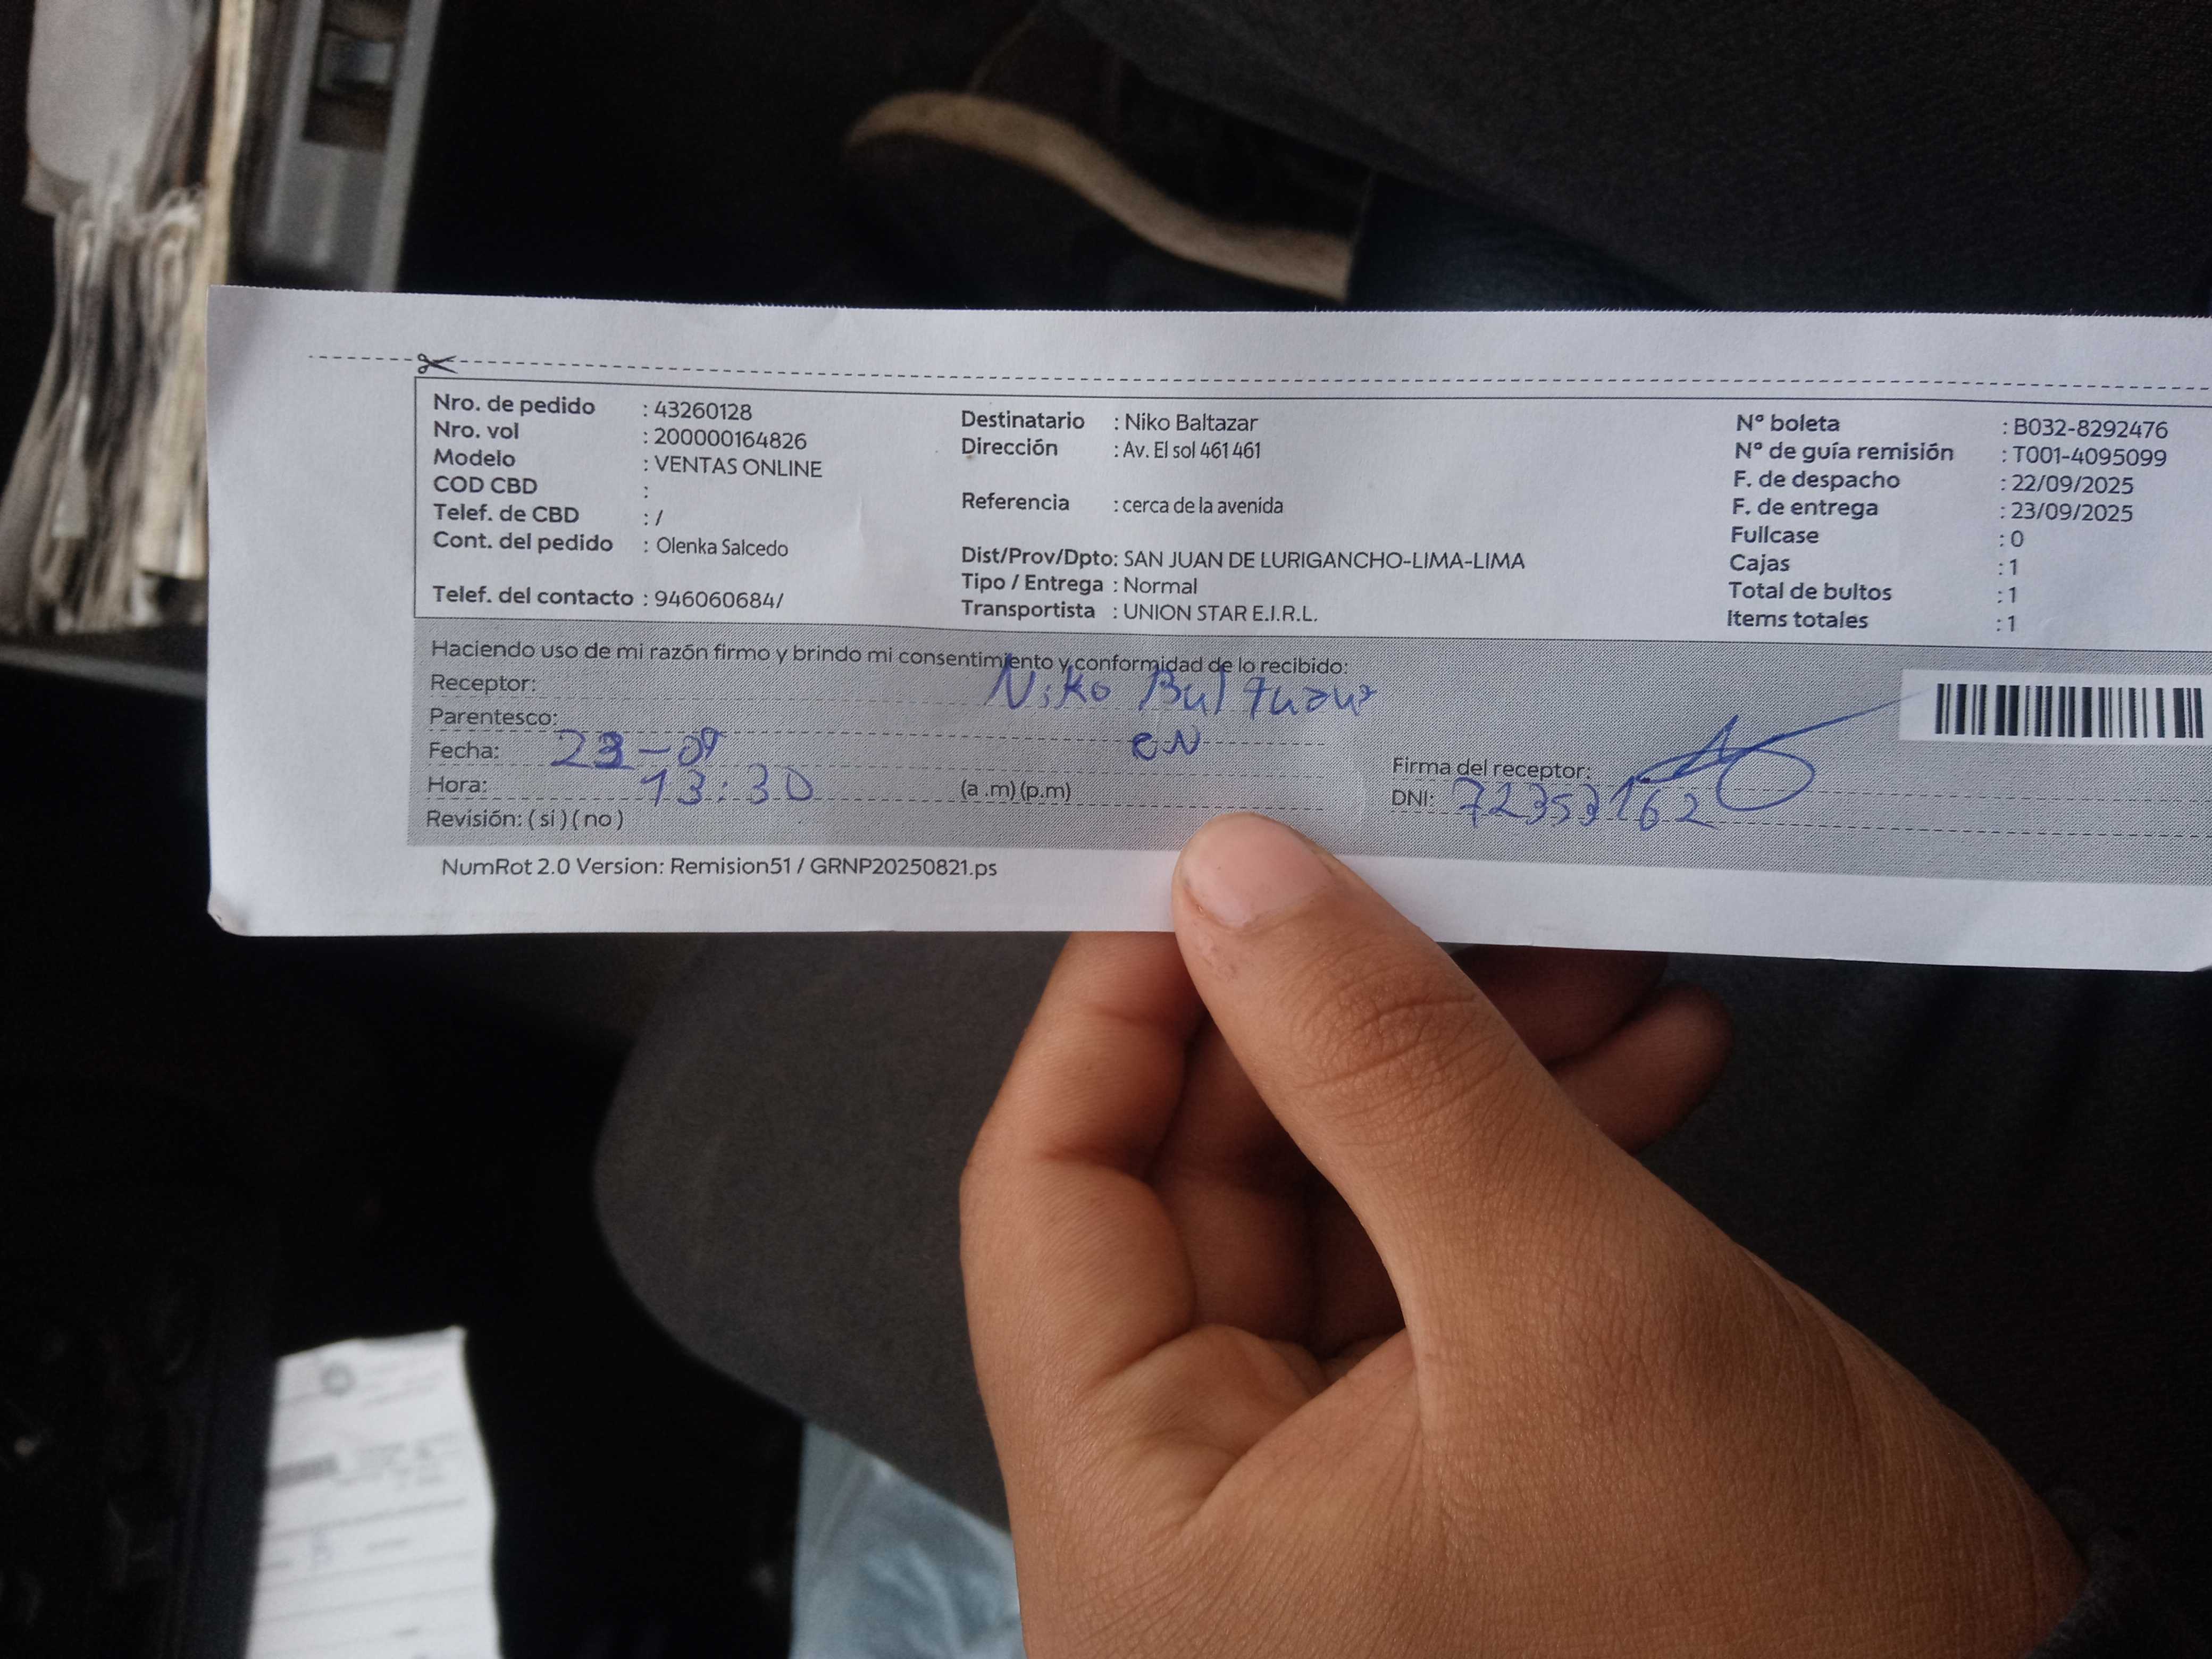 Nro. de pedido : 43260128
Nro. vol : 200000164826
Modelo : VENTAS ONLINE
COD CBD :
Telef. de CBD : /
Cont. del pedido : Olenka Salcedo
Telef. del contacto : 946060684/
Destinatario : Niko Baltazar
Dirección : Av. El sol 461 461
Referencia : cerca de la avenida
Dist/Prov/Dpto: SAN JUAN DE LURIGANCHO-LIMA-LIMA
Tipo / Entrega : Normal
Transportista : UNION STAR E.I.R.L.
N° boleta : B032-8292476
N° de guía remisión : T001-4095099
F. de despacho : 22/09/2025
F. de entrega : 23/09/2025
Fullcase : 0
Cajas : 1
Total de bultos : 1
Items totales : 1
Haciendo uso de mi razón firmo y brindo mi consentimiento y conformidad de lo recibido:
Receptor: Niko
Parentesco:
Fecha: 23-09
Hora: 13:30 (a .m) (p.m)
Revisión: ( si ) ( no )
Firma del receptor:
DNI: 72353162
NumRot 2.0 Version: Remision51 / GRNP20250821.ps